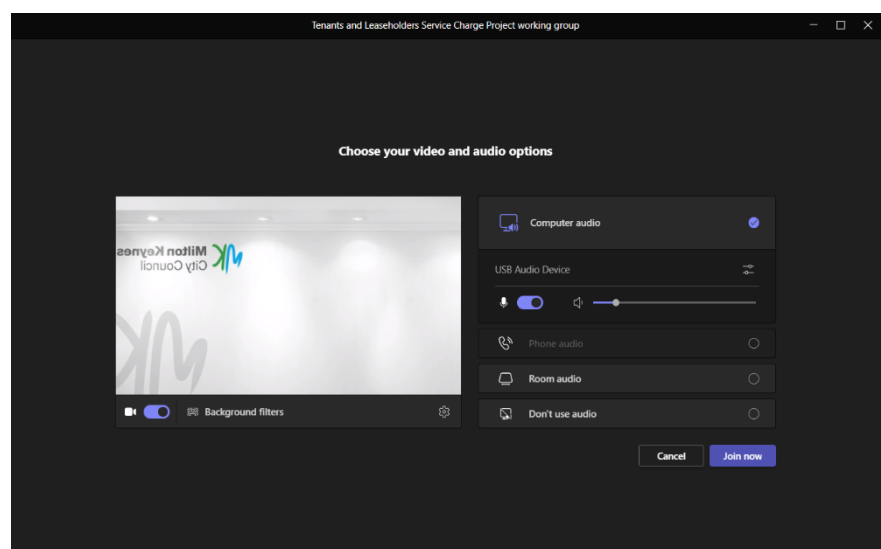 Tenants and Leaseholders Service Charge Project working group
Choose your video and audio options
Milton Keynes
City Council
Background filters
Computer audio
USB Audio Device
Phone audio
Room audio
Don't use audio
Cancel
Join now